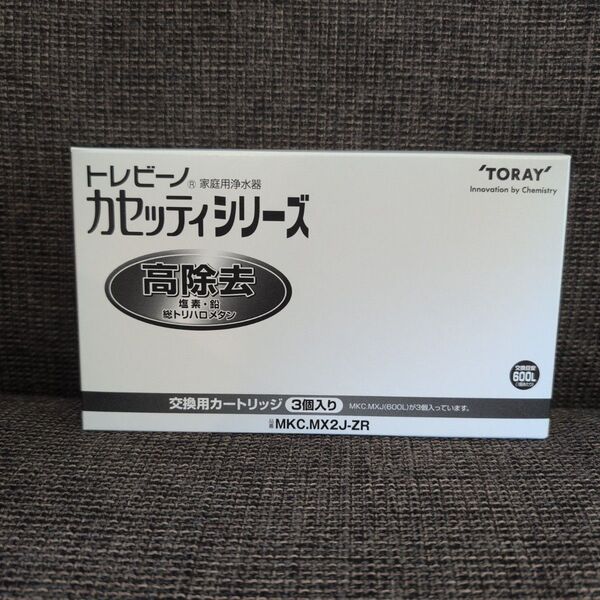 トレビーノ® 家庭用浄水器
カセッティシリーズ
'TORAY'
Innovation by Chemistry
高除去
塩素・鉛
総トリハロメタン
交換目安
600L
交換用カートリッジ 3個入り MKC.MXJ(600L)が3個入っています。
品番 MKC.MX2J-ZR